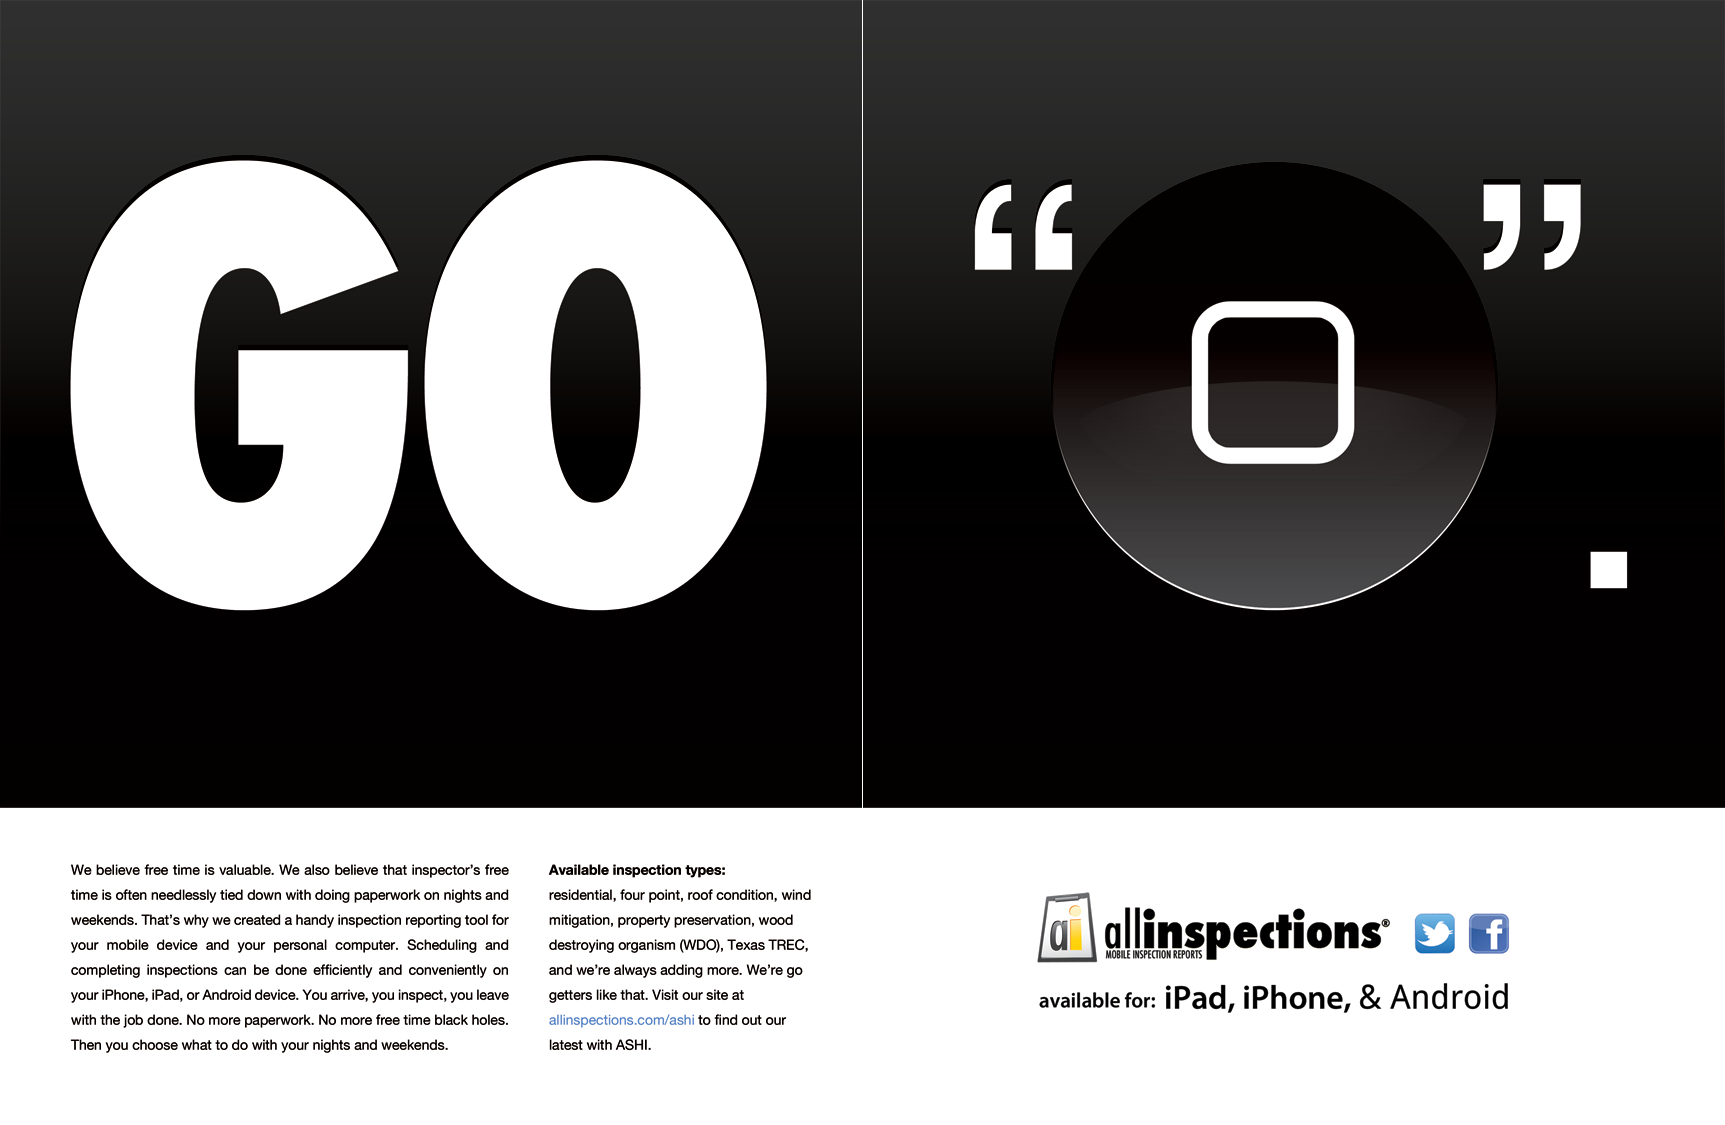 GO “ ”.
We believe free time is valuable. We also believe that inspector’s free
time is often needlessly tied down with doing paperwork on nights and
weekends. That’s why we created a handy inspection reporting tool for
your mobile device and your personal computer. Scheduling and
completing inspections can be done efficiently and conveniently on
your iPhone, iPad, or Android device. You arrive, you inspect, you leave
with the job done. No more paperwork. No more free time black holes.
Then you choose what to do with your nights and weekends.
Available inspection types:
residential, four point, roof condition, wind
mitigation, property preservation, wood
destroying organism (WDO), Texas TREC,
and we’re always adding more. We’re go
getters like that. Visit our site at
allinspections.com/ashi to find out our
latest with ASHI.
ai allinspections®
MOBILE INSPECTION REPORTS
available for: iPad, iPhone, & Android